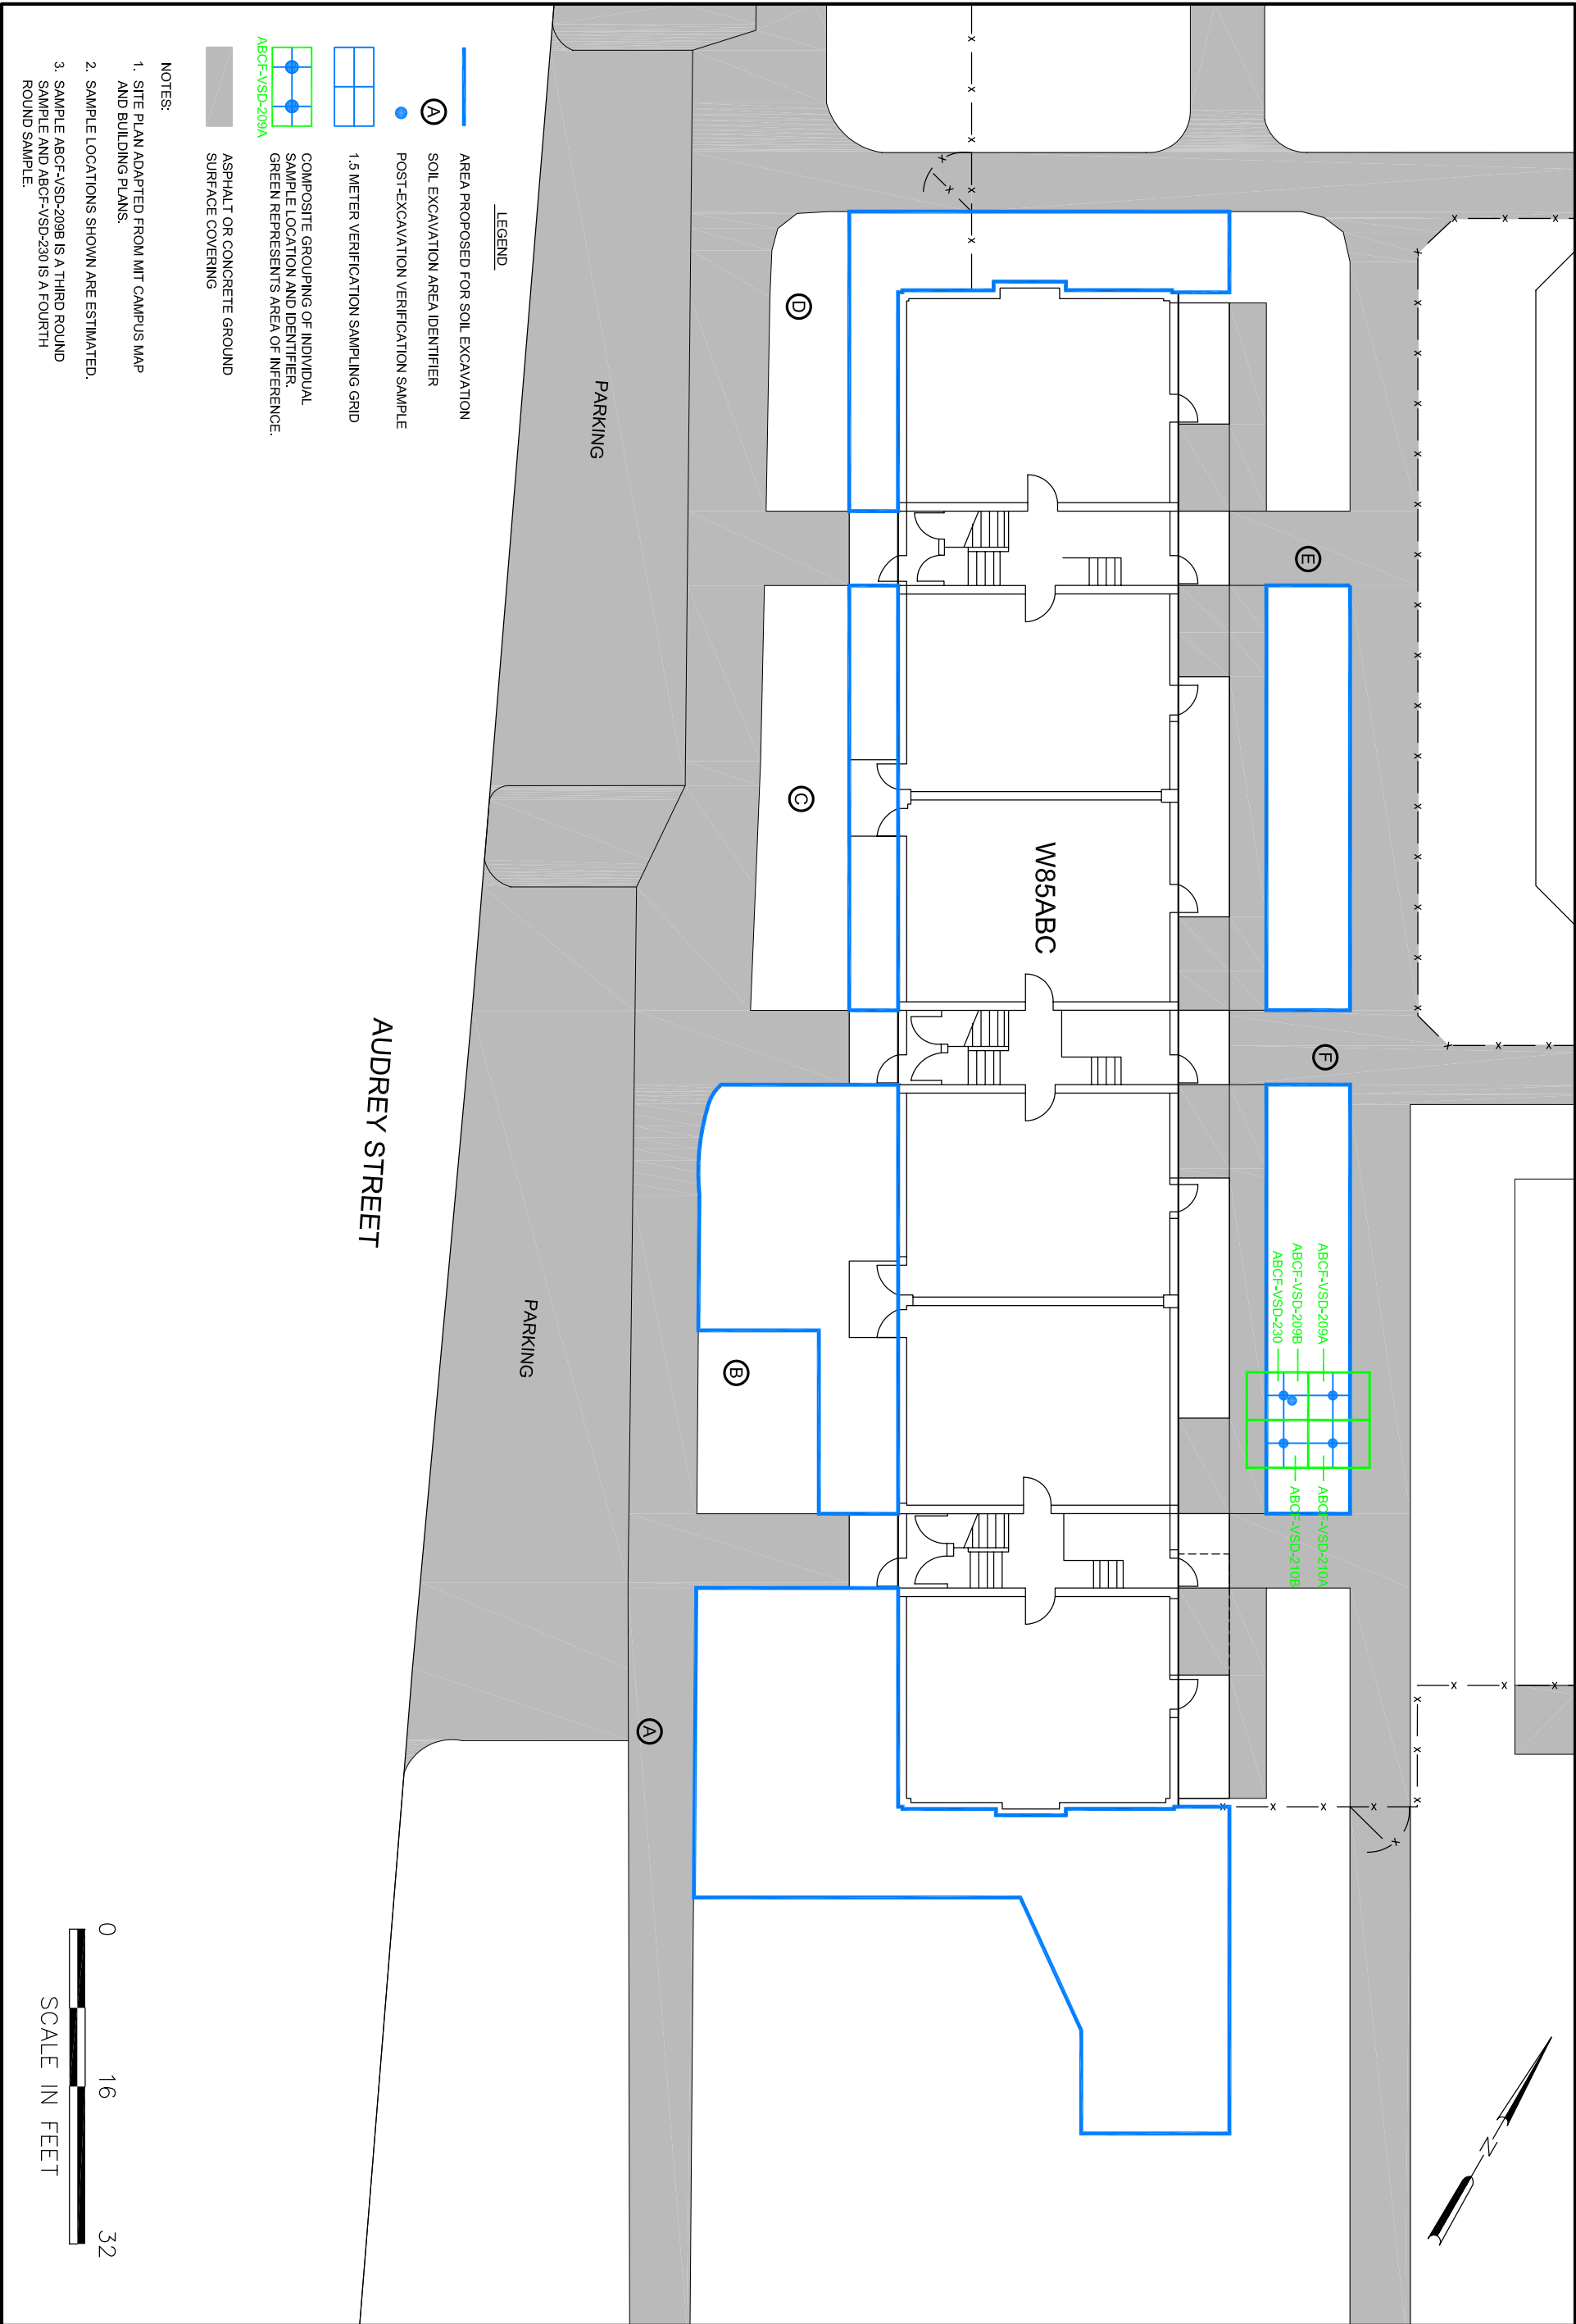 LEGEND
AREA PROPOSED FOR SOIL EXCAVATION
A
SOIL EXCAVATION AREA IDENTIFIER
POST-EXCAVATION VERIFICATION SAMPLE
1.5 METER VERIFICATION SAMPLING GRID
ABCF-VSD-209A
COMPOSITE GROUPING OF INDIVIDUAL
SAMPLE LOCATION AND IDENTIFIER.
GREEN REPRESENTS AREA OF INFERENCE.
ASPHALT OR CONCRETE GROUND
SURFACE COVERING
NOTES:
1. SITE PLAN ADAPTED FROM MIT CAMPUS MAP
AND BUILDING PLANS.
2. SAMPLE LOCATIONS SHOWN ARE ESTIMATED.
3. SAMPLE ABCF-VSD-209B IS A THIRD ROUND
SAMPLE AND ABCF-VSD-230 IS A FOURTH
ROUND SAMPLE.
E
F
ABCF-VSD-209A
ABCF-VSD-209B
ABCF-VSD-230
ABCF-VSD-210A
ABCF-VSD-210B
W85ABC
D
C
B
A
PARKING
PARKING
AUDREY STREET
N
0 16 32
SCALE IN FEET